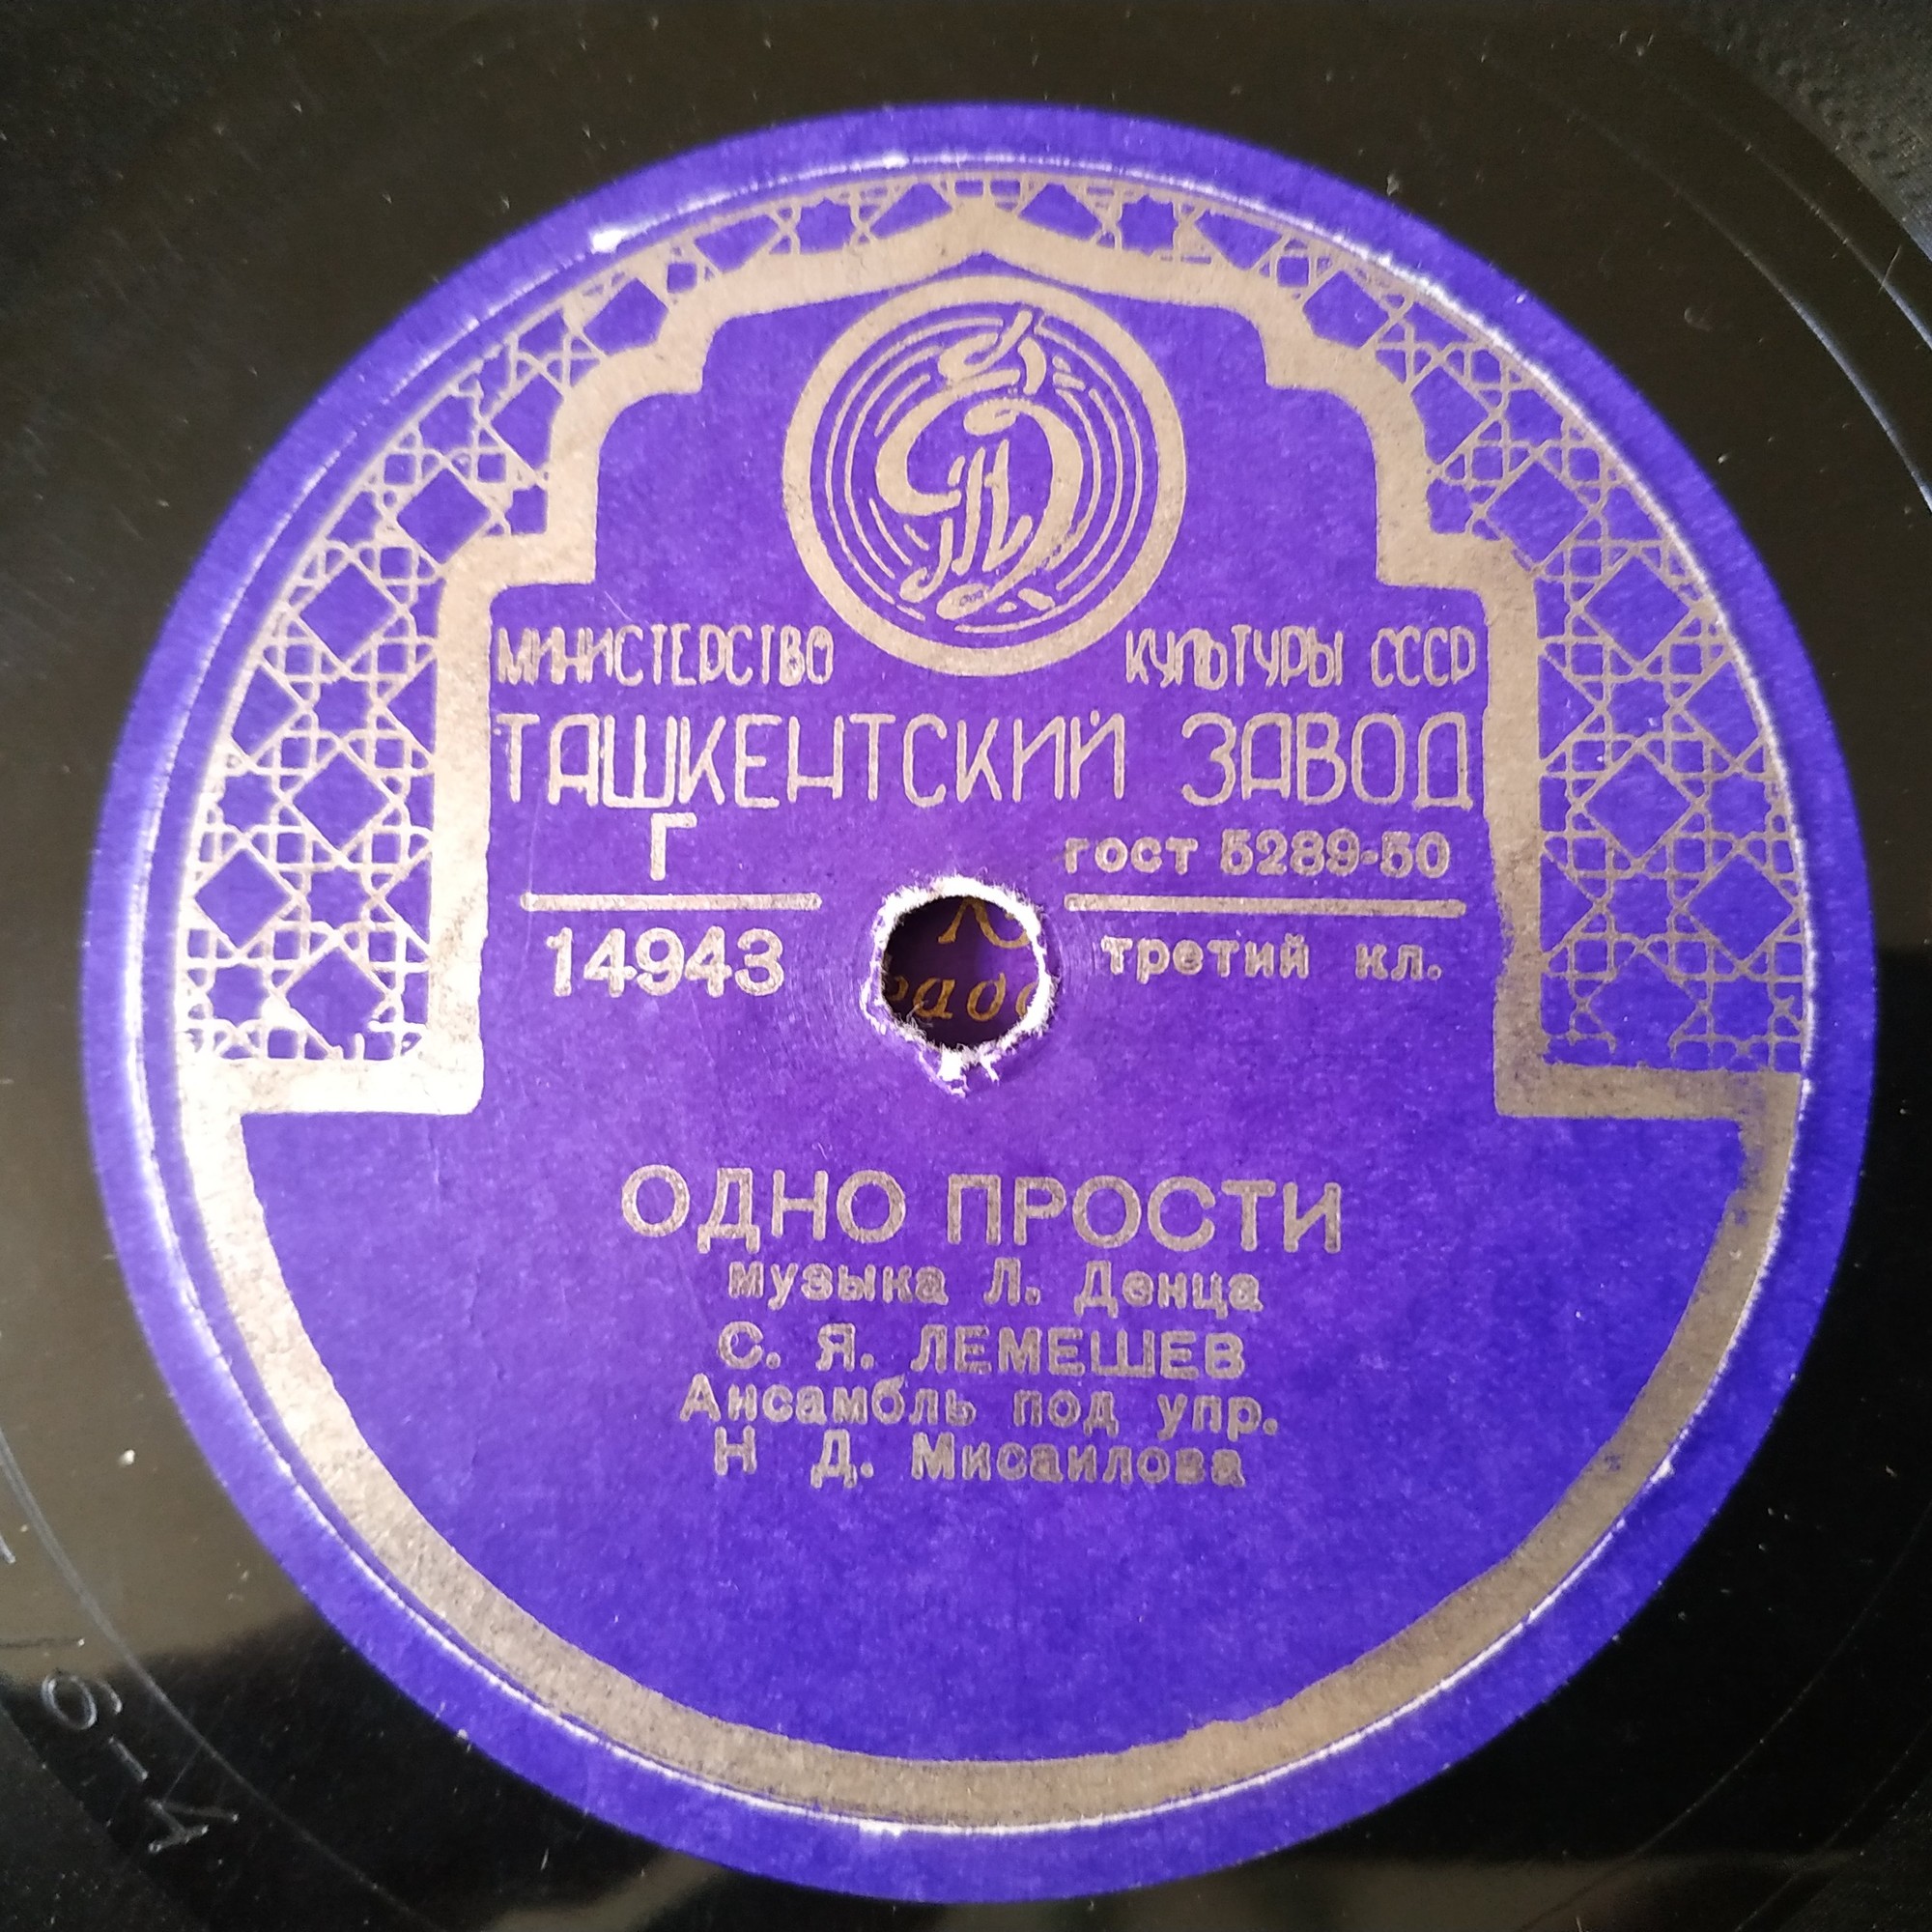 МИНИСТЕРСТВО КУЛЬТУРЫ СССР
ТАШКЕНТСКИЙ ЗАВОД
Г
14943
гост 5289-50
третий кл.
ОДНО ПРОСТИ
музыка Л. Денца
С. Я. ЛЕМЕШЕВ
Ансамбль под упр.
Н Д. Мисаилова